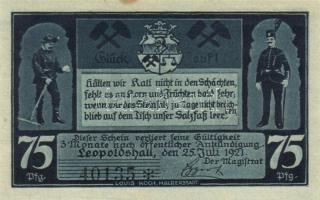 Glück auf!
Hätten wir Kali nicht in den Schächten,
fehlt es an Korn und Früchten bald sehr,
wenn wir das Steinsalz zu Tage nicht brächten
blieb auf dem Tisch unser Salzfaß leer.
Dieser Schein verliert seine Gültigkeit
3 Monate nach öffentlicher Ankündigung
Leopoldshall, den 25. Juli 1921.
Der Magistrat
75 Pfg. 75 Pfg.
40135 *
LOUIS KOCH, HALBERSTADT.